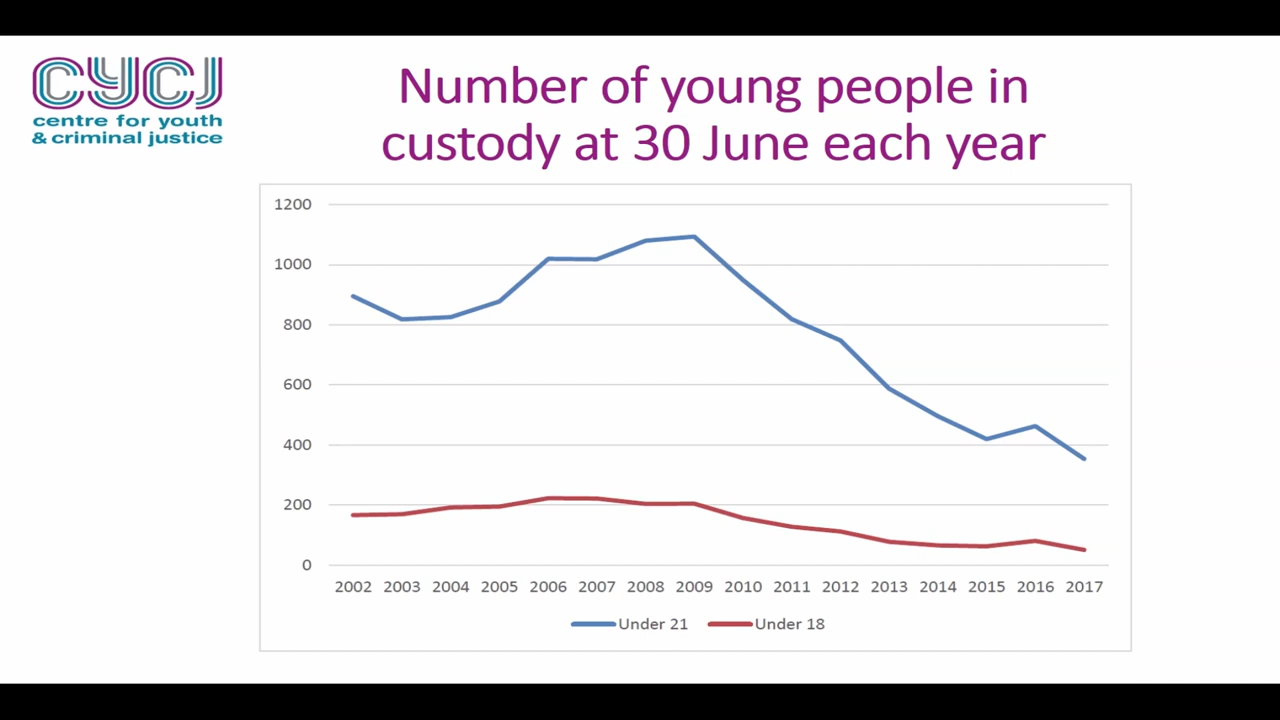 cycj
centre for youth
& criminal justice
Number of young people in
custody at 30 June each year
1200
1000
800
600
400
200
0
2002 2003 2004 2005 2006 2007 2008 2009 2010 2011 2012 2013 2014 2015 2016 2017
Under 21 Under 18